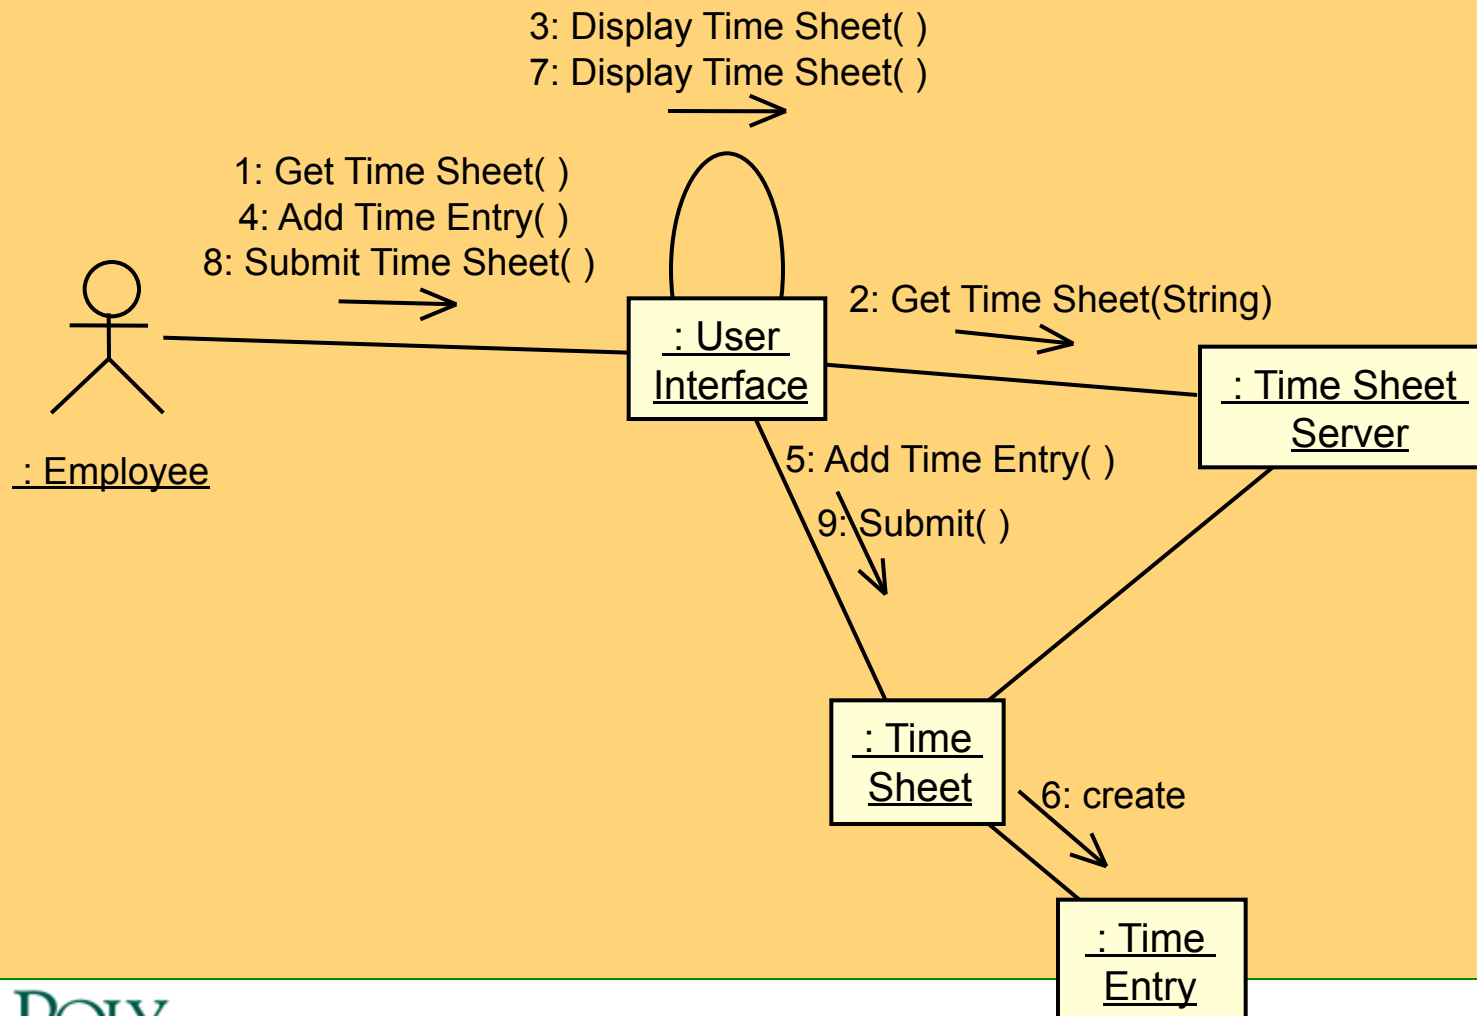 3: Display Time Sheet( )
7: Display Time Sheet( )
1: Get Time Sheet( )
4: Add Time Entry( )
8: Submit Time Sheet( )
2: Get Time Sheet(String)
: User
Interface
: Time Sheet
Server
: Employee
5: Add Time Entry( )
9: Submit( )
: Time
Sheet
6: create
: Time
Entry
POLY